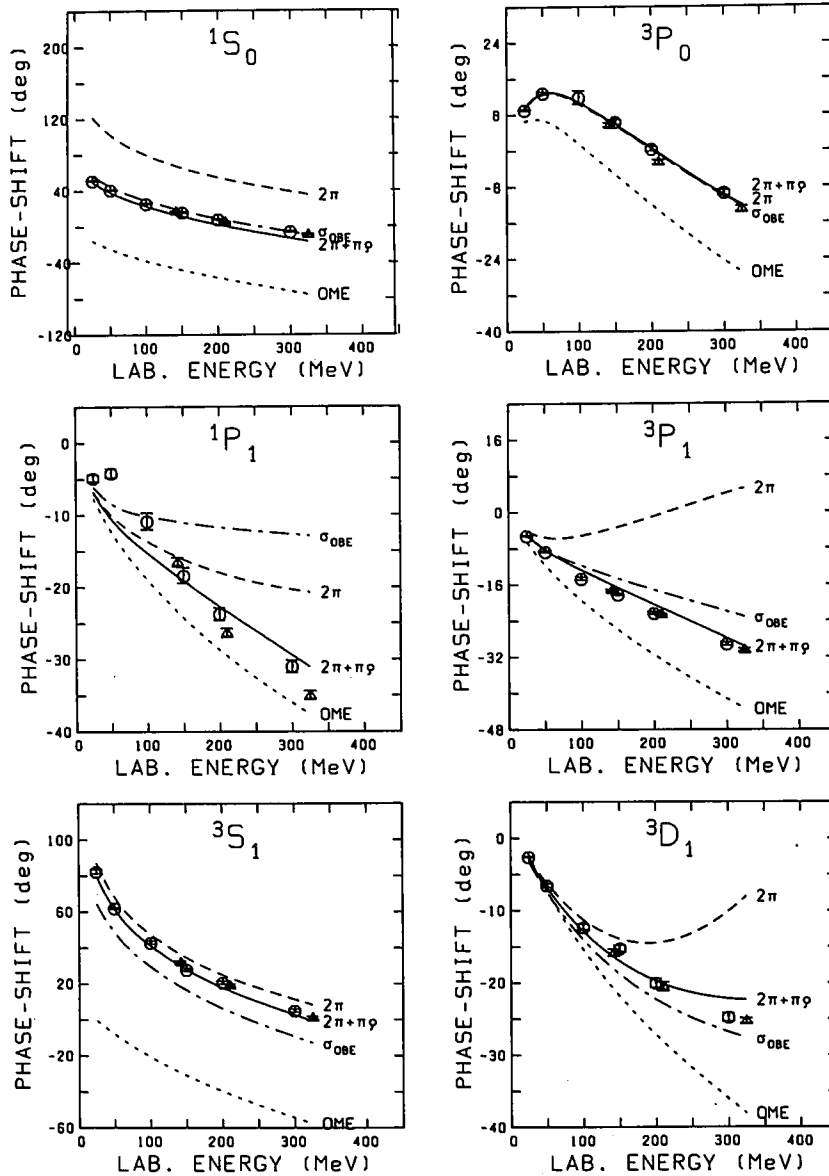 ¹S₀
PHASE-SHIFT (deg)
200
120
40
-40
-120
2π
σOBE
2π+πρ
OME
0 100 200 300 400
LAB. ENERGY (MeV)
³P₀
PHASE-SHIFT (deg)
24
8
-8
-24
-40
2π+πρ
2π
σOBE
OME
0 100 200 300 400
LAB. ENERGY (MeV)
¹P₁
PHASE-SHIFT (deg)
0
-10
-20
-30
-40
σOBE
2π
2π+πρ
OME
0 100 200 300 400
LAB. ENERGY (MeV)
³P₁
PHASE-SHIFT (deg)
16
0
-16
-32
-48
2π
σOBE
2π+πρ
OME
0 100 200 300 400
LAB. ENERGY (MeV)
³S₁
PHASE-SHIFT (deg)
100
60
20
-20
-60
2π
2π+πρ
σOBE
OME
0 100 200 300 400
LAB. ENERGY (MeV)
³D₁
PHASE-SHIFT (deg)
0
-10
-20
-30
-40
2π
2π+πρ
σOBE
OME
0 100 200 300 400
LAB. ENERGY (MeV)